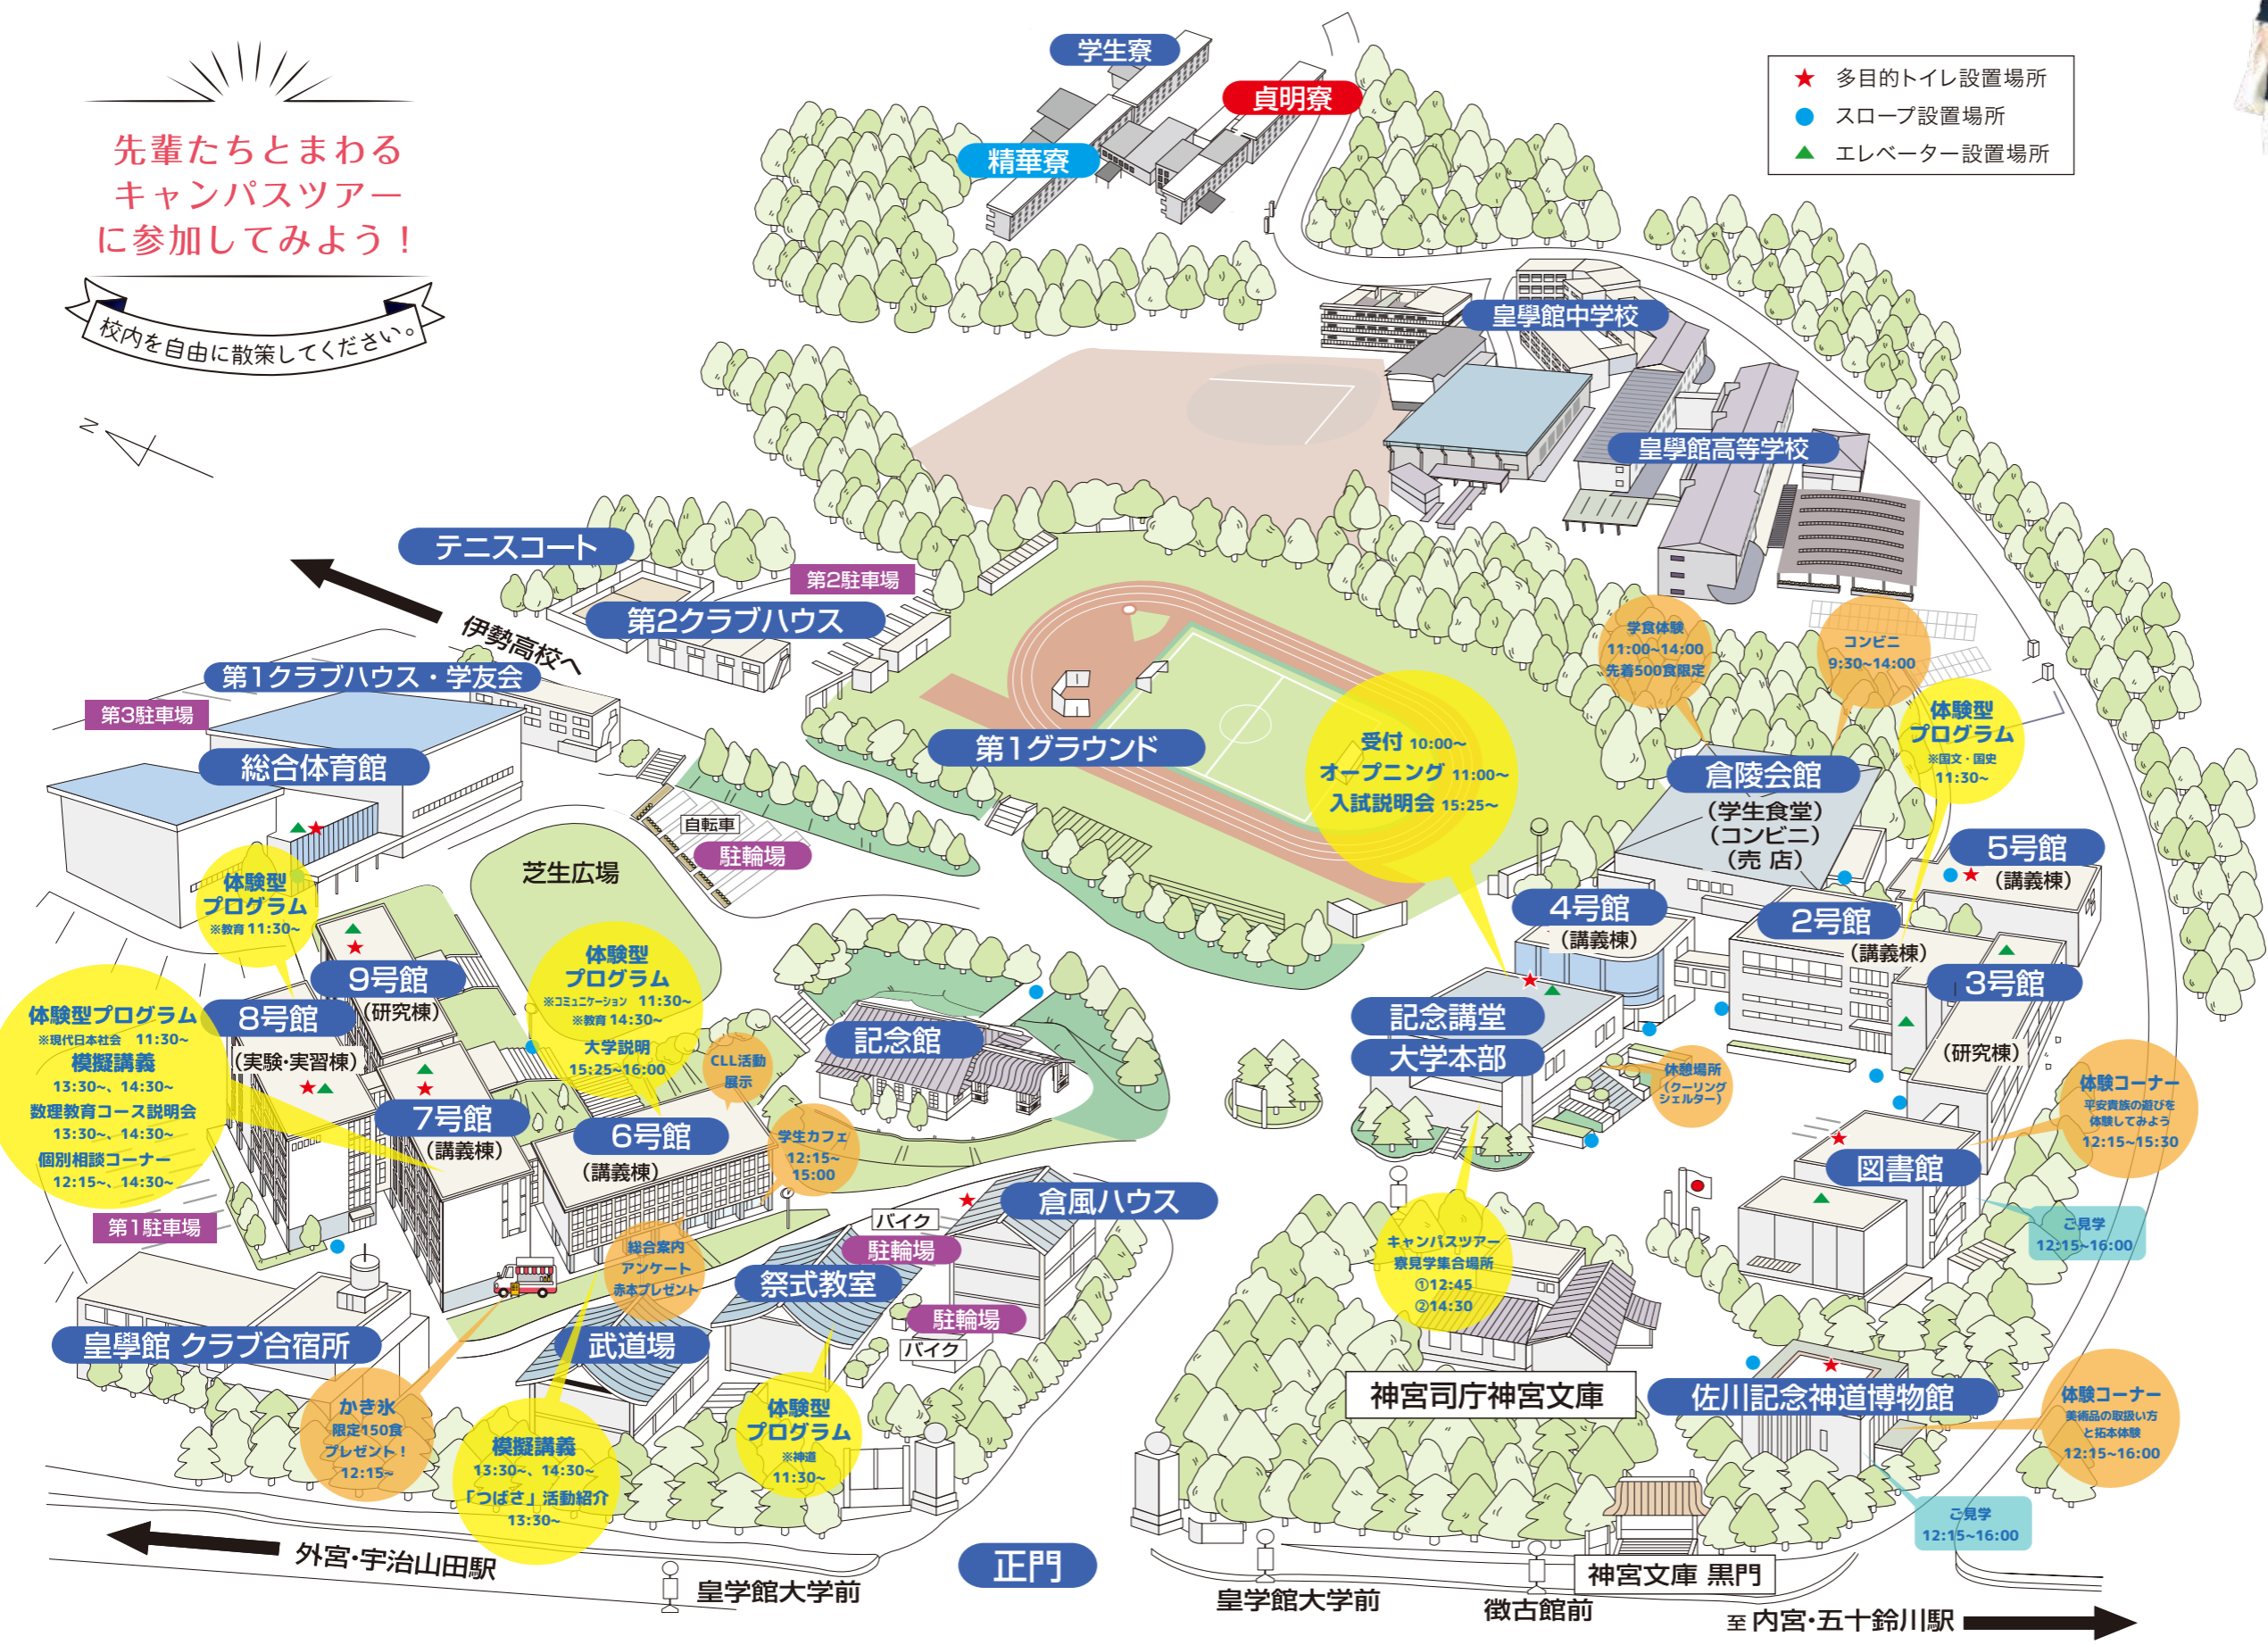 先輩たちとまわる
キャンパスツアー
に参加してみよう！
校内を自由に散策してください。
N
★ 多目的トイレ設置場所
● スロープ設置場所
▲ エレベーター設置場所
学生寮
貞明寮
精華寮
皇學館中学校
皇學館高等学校
テニスコート
第2駐車場
第2クラブハウス
伊勢高校へ
第1クラブハウス・学友会
第3駐車場
総合体育館
第1グラウンド
自転車
駐輪場
芝生広場
受付 10:00~
オープニング 11:00~
入試説明会 15:25~
学食体験
11:00~14:00
先着500食限定
コンビニ
9:30~14:00
体験型
プログラム
※国文・国史
11:30~
倉陵会館
（学生食堂）
（コンビニ）
（売 店）
5号館
（講義棟）
4号館
（講義棟）
2号館
（講義棟）
3号館
（研究棟）
体験型
プログラム
※教育 11:30~
9号館
（研究棟）
8号館
（実験・実習棟）
体験型プログラム
※現代日本社会 11:30~
模擬講義
13:30~、14:30~
数理教育コース説明会
13:30~、14:30~
個別相談コーナー
12:15~、14:30~
体験型
プログラム
※コミュニケーション 11:30~
※教育 14:30~
大学説明
15:25~16:00
CLL活動
展示
7号館
（講義棟）
6号館
（講義棟）
学生カフェ
12:15~
15:00
記念館
記念講堂
大学本部
休憩場所
（クーリング
シェルター）
体験コーナー
平安貴族の遊びを
体験してみよう
12:15~15:30
図書館
ご見学
12:15~16:00
第1駐車場
総合案内
アンケート
赤本プレゼント
倉風ハウス
バイク
駐輪場
祭式教室
駐輪場
バイク
武道場
皇學館 クラブ合宿所
かき氷
限定150食
プレゼント！
12:15~
模擬講義
13:30~、14:30~
「つばさ」活動紹介
13:30~
体験型
プログラム
※神道
11:30~
キャンパスツアー
寮見学集合場所
①12:45
②14:30
神宮司庁神宮文庫
佐川記念神道博物館
体験コーナー
美術品の取扱い方
と拓本体験
12:15~16:00
ご見学
12:15~16:00
外宮・宇治山田駅
皇学館大学前
正門
皇学館大学前
徴古館前
神宮文庫 黒門
至 内宮・五十鈴川駅